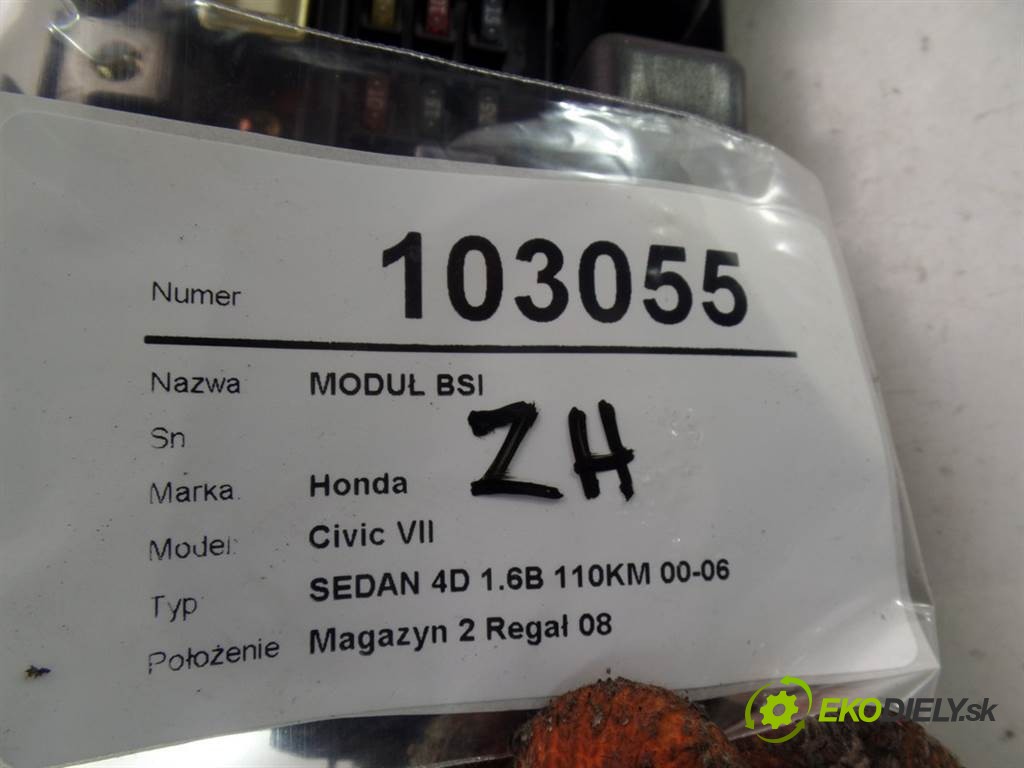 Numer 103055
Nazwa MODUŁ BSI
Sn
ZH
Marka Honda
Model: Civic VII
Typ SEDAN 4D 1.6B 110KM 00-06
Położenie Magazyn 2 Regał 08
EKODIELY.sk